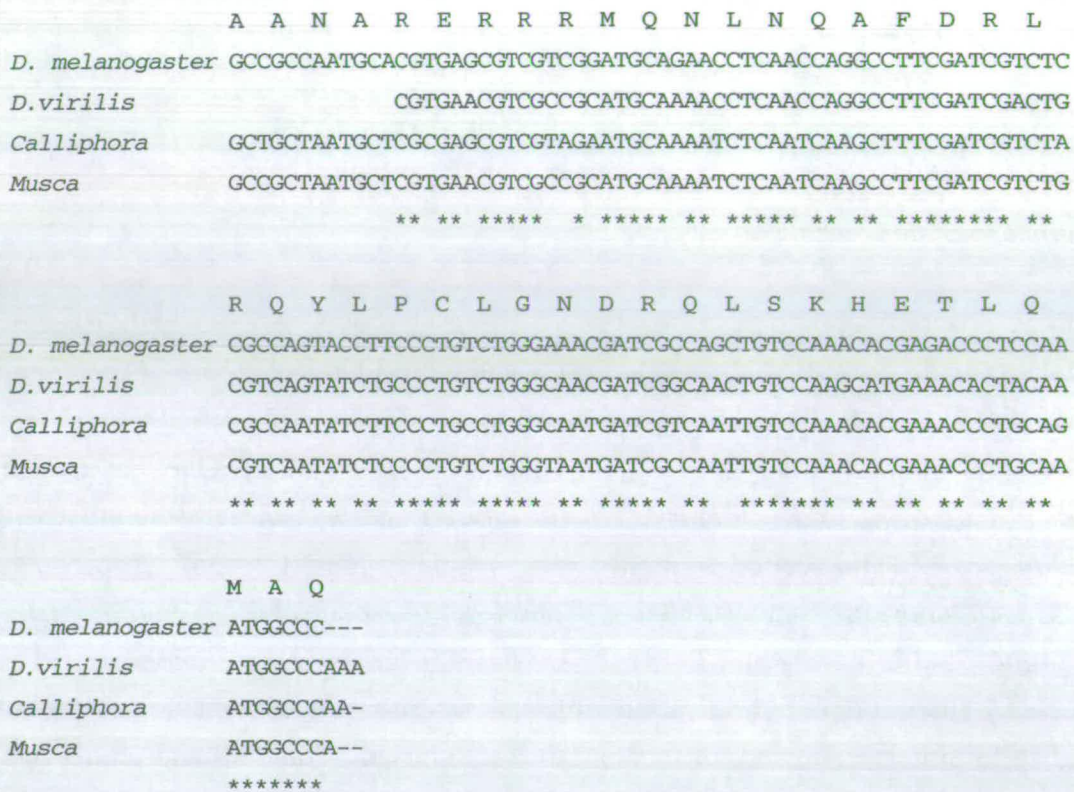 A A N A R E R R R M Q N L N Q A F D R L
D. melanogaster GCCGCCAATGCACGTGAGCGTCGTCGGATGCAGAACCTCAACCAGGCCTTCGATCGTCTC
D.virilis CGTGAACGTCGCCGCATGCAAAACCTCAACCAGGCCTTCGATCGACTG
Calliphora GCTGCTAATGCTCGCGAGCGTCGTAGAATGCAAAATCTCAATCAAGCTTTCGATCGTCTA
Musca GCCGCTAATGCTCGTGAACGTCGCCGCATGCAAAATCTCAATCAAGCCTTCGATCGTCTG
** ** ***** * ***** ** ***** ** ** ** ******** **
R Q Y L P C L G N D R Q L S K H E T L Q
D. melanogaster CGCCAGTACCTTCCCTGTCTGGGAAACGATCGCCAGCTGTCCAAACACGAGACCCTCCAA
D.virilis CGTCAGTATCTGCCCTGTCTGGGCAACGATCGGCAACTGTCCAAGCATGAAACACTACAA
Calliphora CGCCAATATCTTCCCTGCCTGGGCAATGATCGTCAATTGTCCAAACACGAAACCCTGCAG
Musca CGTCAATATCTCCCCTGTCTGGGTAATGATCGCCAATTGTCCAAACACGAAACCCTGCAA
** ** ** ** ***** ***** ** ***** ** ******* ** ** ** ** **
M A Q
D. melanogaster ATGGCCC---
D.virilis ATGGCCCAAA
Calliphora ATGGCCCAA-
Musca ATGGCCCA--
*******